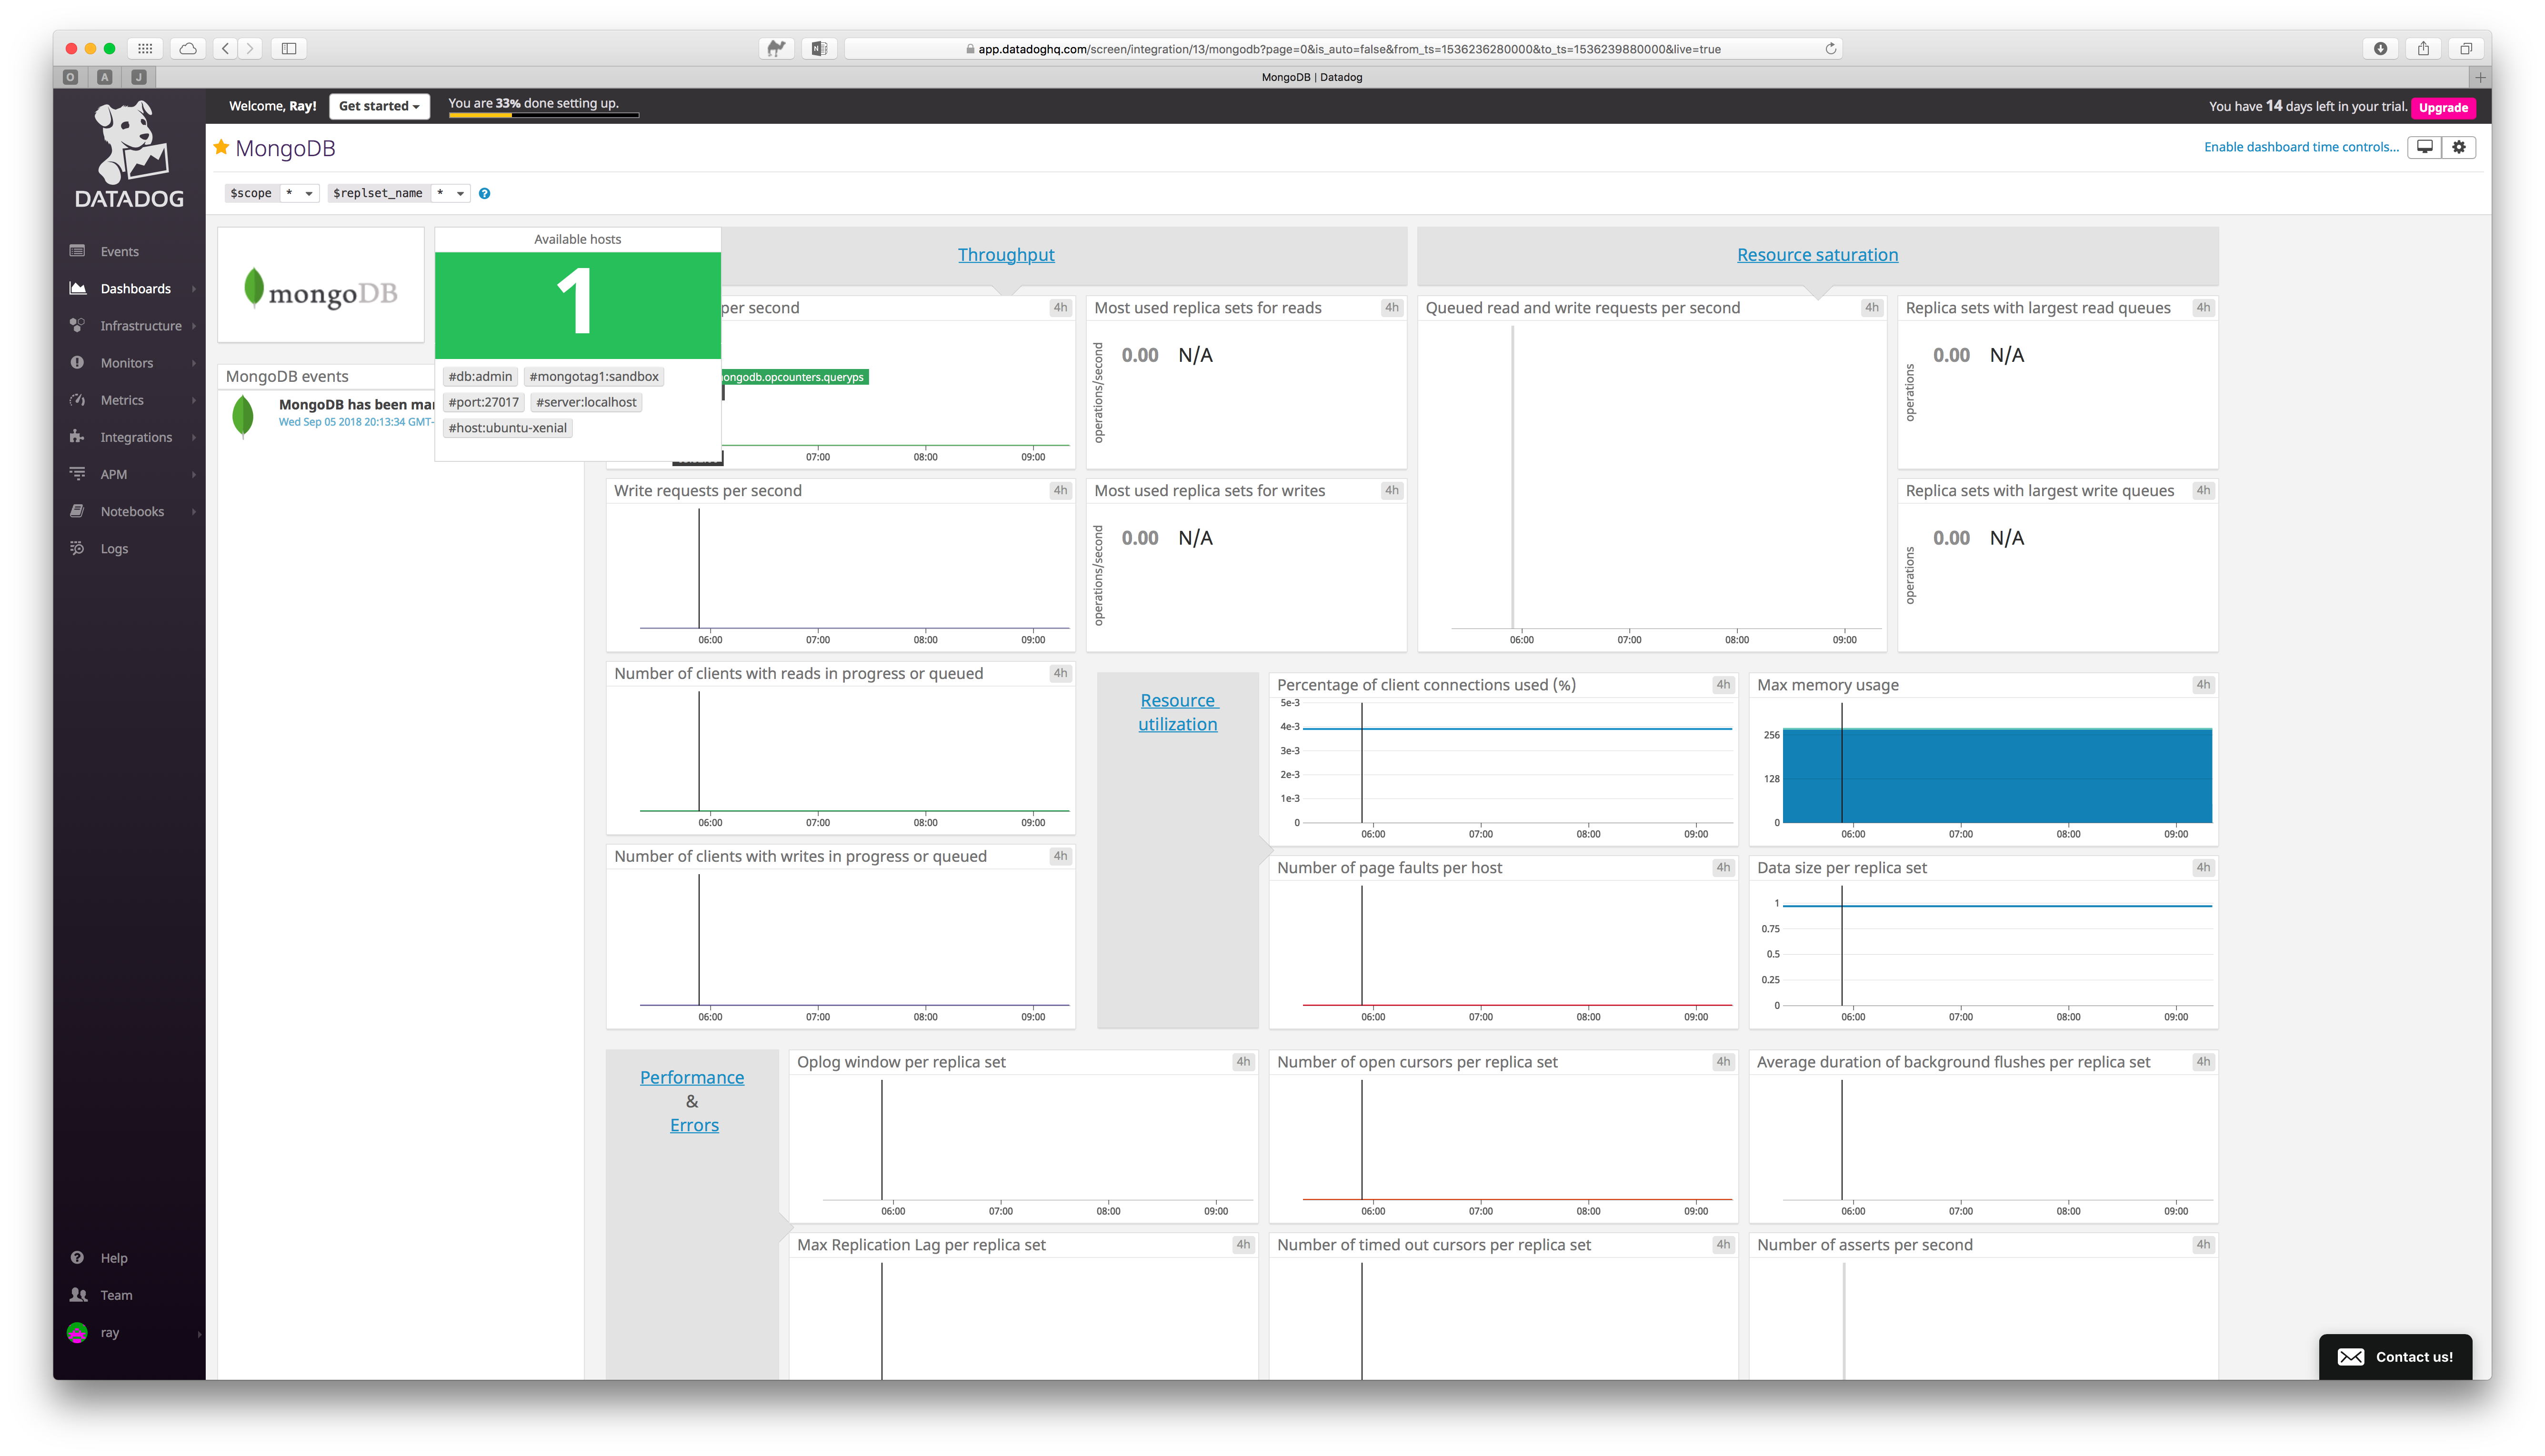 app.datadoghq.com/screen/integration/13/mongodb?page=0&is_auto=false&from_ts=1536236280000&to_ts=1536239880000&live=true
O A J
MongoDB | Datadog
Welcome, Ray!
Get started
You are 33% done setting up.
You have 14 days left in your trial.
Upgrade
DATADOG
Events
Dashboards
Infrastructure
Monitors
Metrics
Integrations
APM
Notebooks
Logs
Help
Team
ray
MongoDB
Enable dashboard time controls...
$scope * $replset_name * ?
mongoDB
MongoDB events
MongoDB has been mar
Wed Sep 05 2018 20:13:34 GMT-
Available hosts
1
#db:admin #mongotag1:sandbox
#port:27017 #server:localhost
#host:ubuntu-xenial
Throughput
per second 4h
ongodb.opcounters.queryps
07:00 08:00 09:00
Most used replica sets for reads 4h
operations/second
0.00 N/A
Write requests per second 4h
06:00 07:00 08:00 09:00
Most used replica sets for writes 4h
operations/second
0.00 N/A
Number of clients with reads in progress or queued 4h
06:00 07:00 08:00 09:00
Number of clients with writes in progress or queued 4h
06:00 07:00 08:00 09:00
Resource saturation
Queued read and write requests per second 4h
06:00 07:00 08:00 09:00
Replica sets with largest read queues 4h
operations
0.00 N/A
Replica sets with largest write queues 4h
operations
0.00 N/A
Resource
utilization
Percentage of client connections used (%) 4h
5e-3
4e-3
3e-3
2e-3
1e-3
0
06:00 07:00 08:00 09:00
Max memory usage 4h
256
128
0
06:00 07:00 08:00 09:00
Number of page faults per host 4h
06:00 07:00 08:00 09:00
Data size per replica set 4h
1
0.75
0.5
0.25
0
06:00 07:00 08:00 09:00
Performance
&
Errors
Oplog window per replica set 4h
06:00 07:00 08:00 09:00
Number of open cursors per replica set 4h
06:00 07:00 08:00 09:00
Average duration of background flushes per replica set 4h
06:00 07:00 08:00 09:00
Max Replication Lag per replica set 4h
Number of timed out cursors per replica set 4h
Number of asserts per second 4h
Contact us!